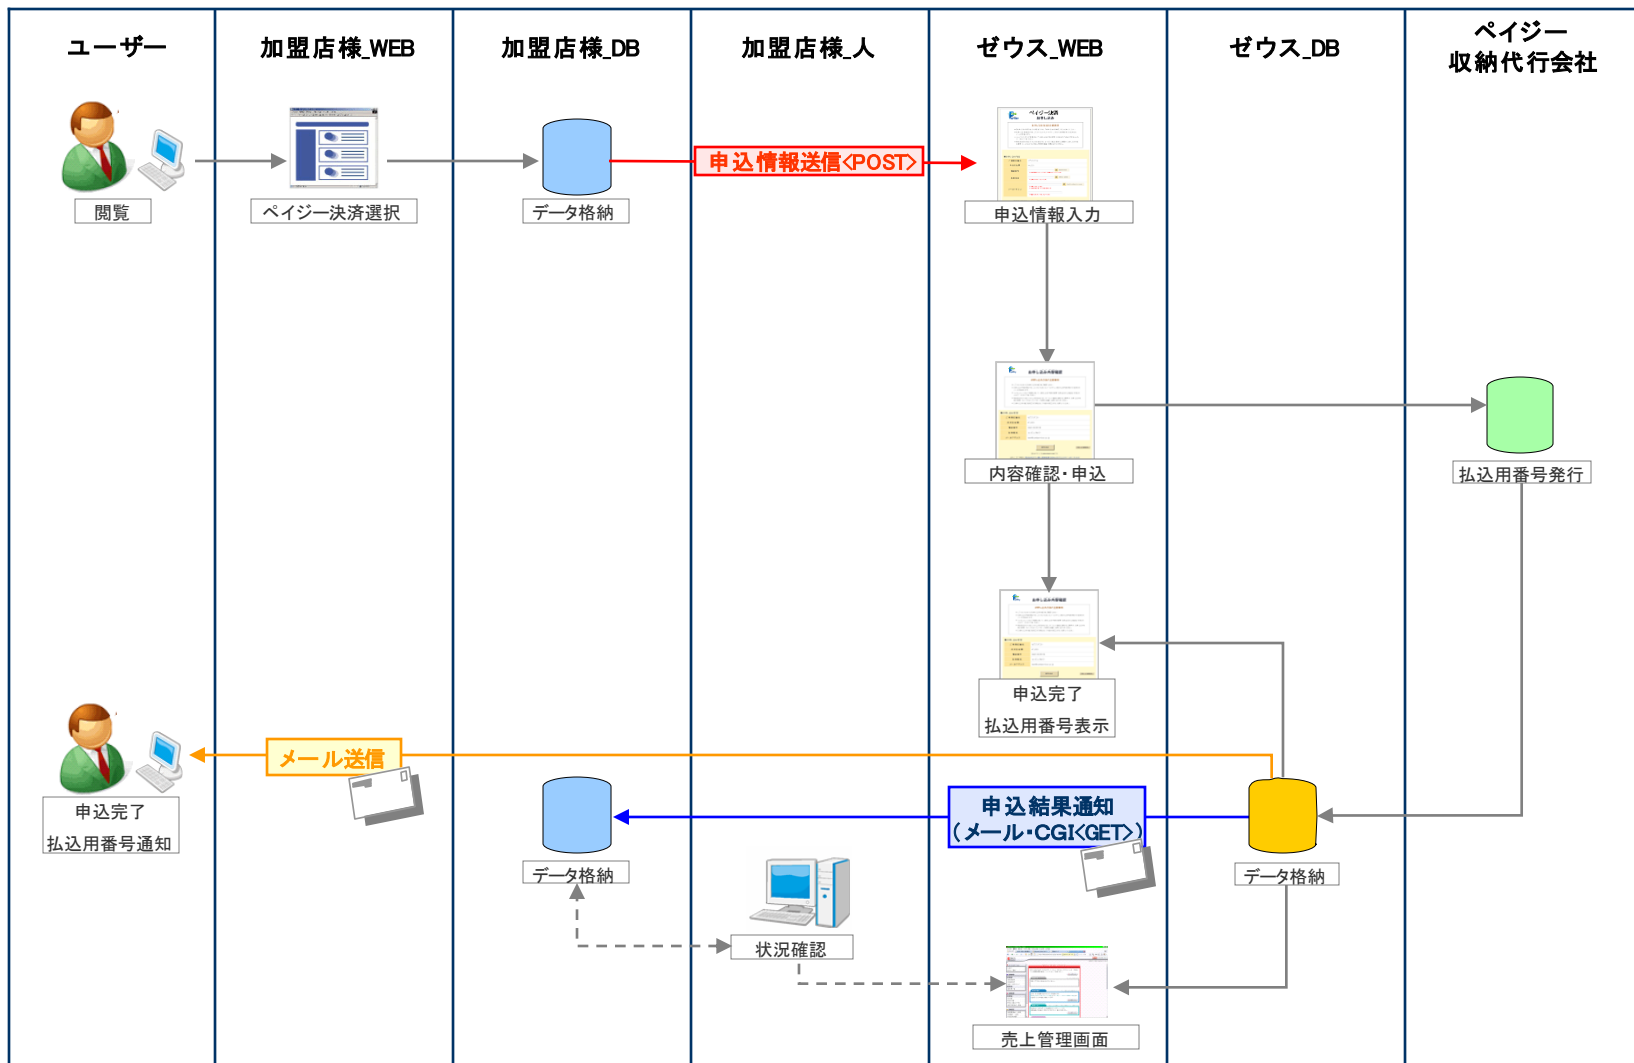 ユーザー
加盟店様_WEB
加盟店様_DB
加盟店様_人
ゼウス_WEB
ゼウス_DB
ペイジー
収納代行会社
ペイジー決済
申込情報送信<POST>
閲覧
ペイジー決済選択
データ格納
申込情報入力
内容確認・申込
払込用番号発行
申込完了
払込用番号表示
メール送信
申込結果通知
(メール・CGI<GET>)
申込完了
払込用番号通知
データ格納
データ格納
状況確認
売上管理画面